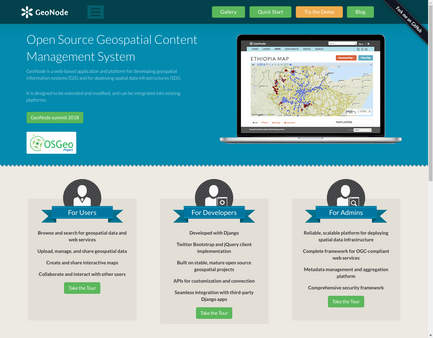 GeoNode
Gallery
Quick Start
Try the Demo
Blog
Fork me on GitHub
Open Source Geospatial Content
Management System
GeoNode is a web-based application and platform for developing geospatial
information systems (GIS) and for deploying spatial data infrastructures (SDI).
It is designed to be extended and modified, and can be integrated into existing
platforms.
GeoNode summit 2018
OSGeo
Project
ETHIOPIA MAP
For Users
Browse and search for geospatial data and
web services
Upload, manage, and share geospatial data
Create and share interactive maps
Collaborate and interact with other users
Take the Tour
For Developers
Developed with Django
Twitter Bootstrap and jQuery client
implementation
Built on stable, mature open source
geospatial projects
APIs for customization and connection
Seamless integration with third-party
Django apps
Take the Tour
For Admins
Reliable, scalable platform for deploying
spatial data infrastructure
Complete framework for OGC-compliant
web services
Metadata management and aggregation
platform
Comprehensive security framework
Take the Tour